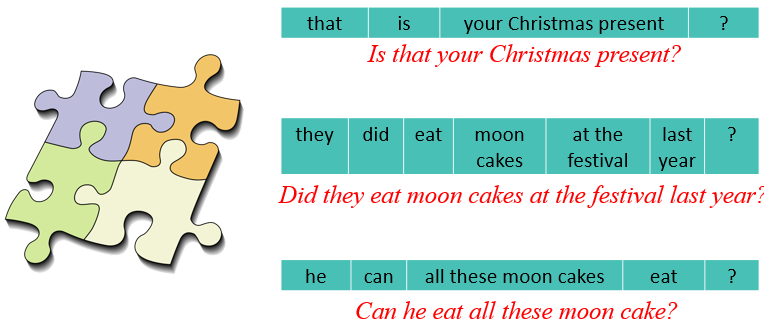 that is your Christmas present ?
Is that your Christmas present?
they did eat moon cakes at the festival last year ?
Did they eat moon cakes at the festival last year?
he can all these moon cakes eat ?
Can he eat all these moon cake?